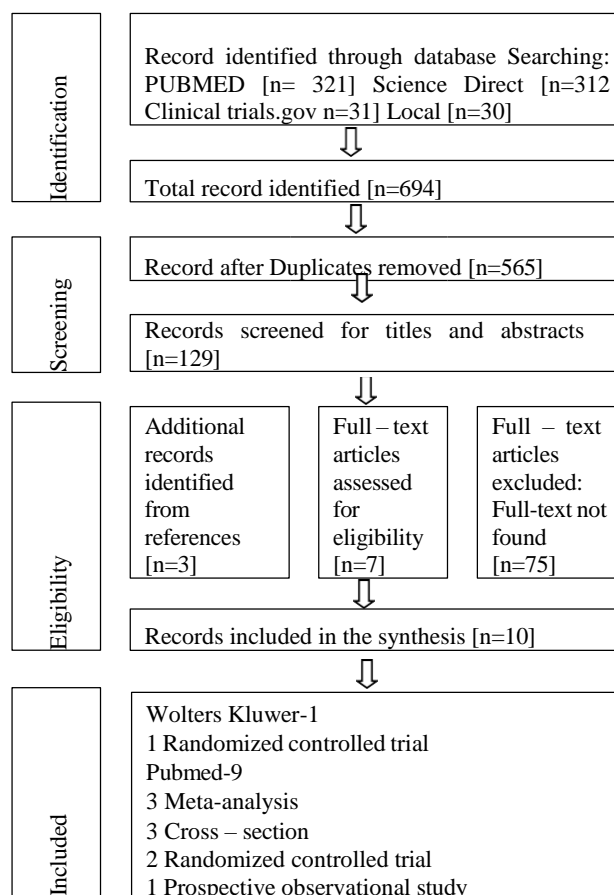 Identification
Record identified through database Searching:
PUBMED [n= 321] Science Direct [n=312
Clinical trials.gov n=31] Local [n=30]
Total record identified [n=694]
Screening
Record after Duplicates removed [n=565]
Records screened for titles and abstracts
[n=129]
Eligibility
Additional
records
identified
from
references
[n=3]
Full – text
articles
assessed
for
eligibility
[n=7]
Full – text
articles
excluded:
Full-text not
found
[n=75]
Records included in the synthesis [n=10]
Included
Wolters Kluwer-1
1 Randomized controlled trial
Pubmed-9
3 Meta-analysis
3 Cross – section
2 Randomized controlled trial
1 Prospective observational study